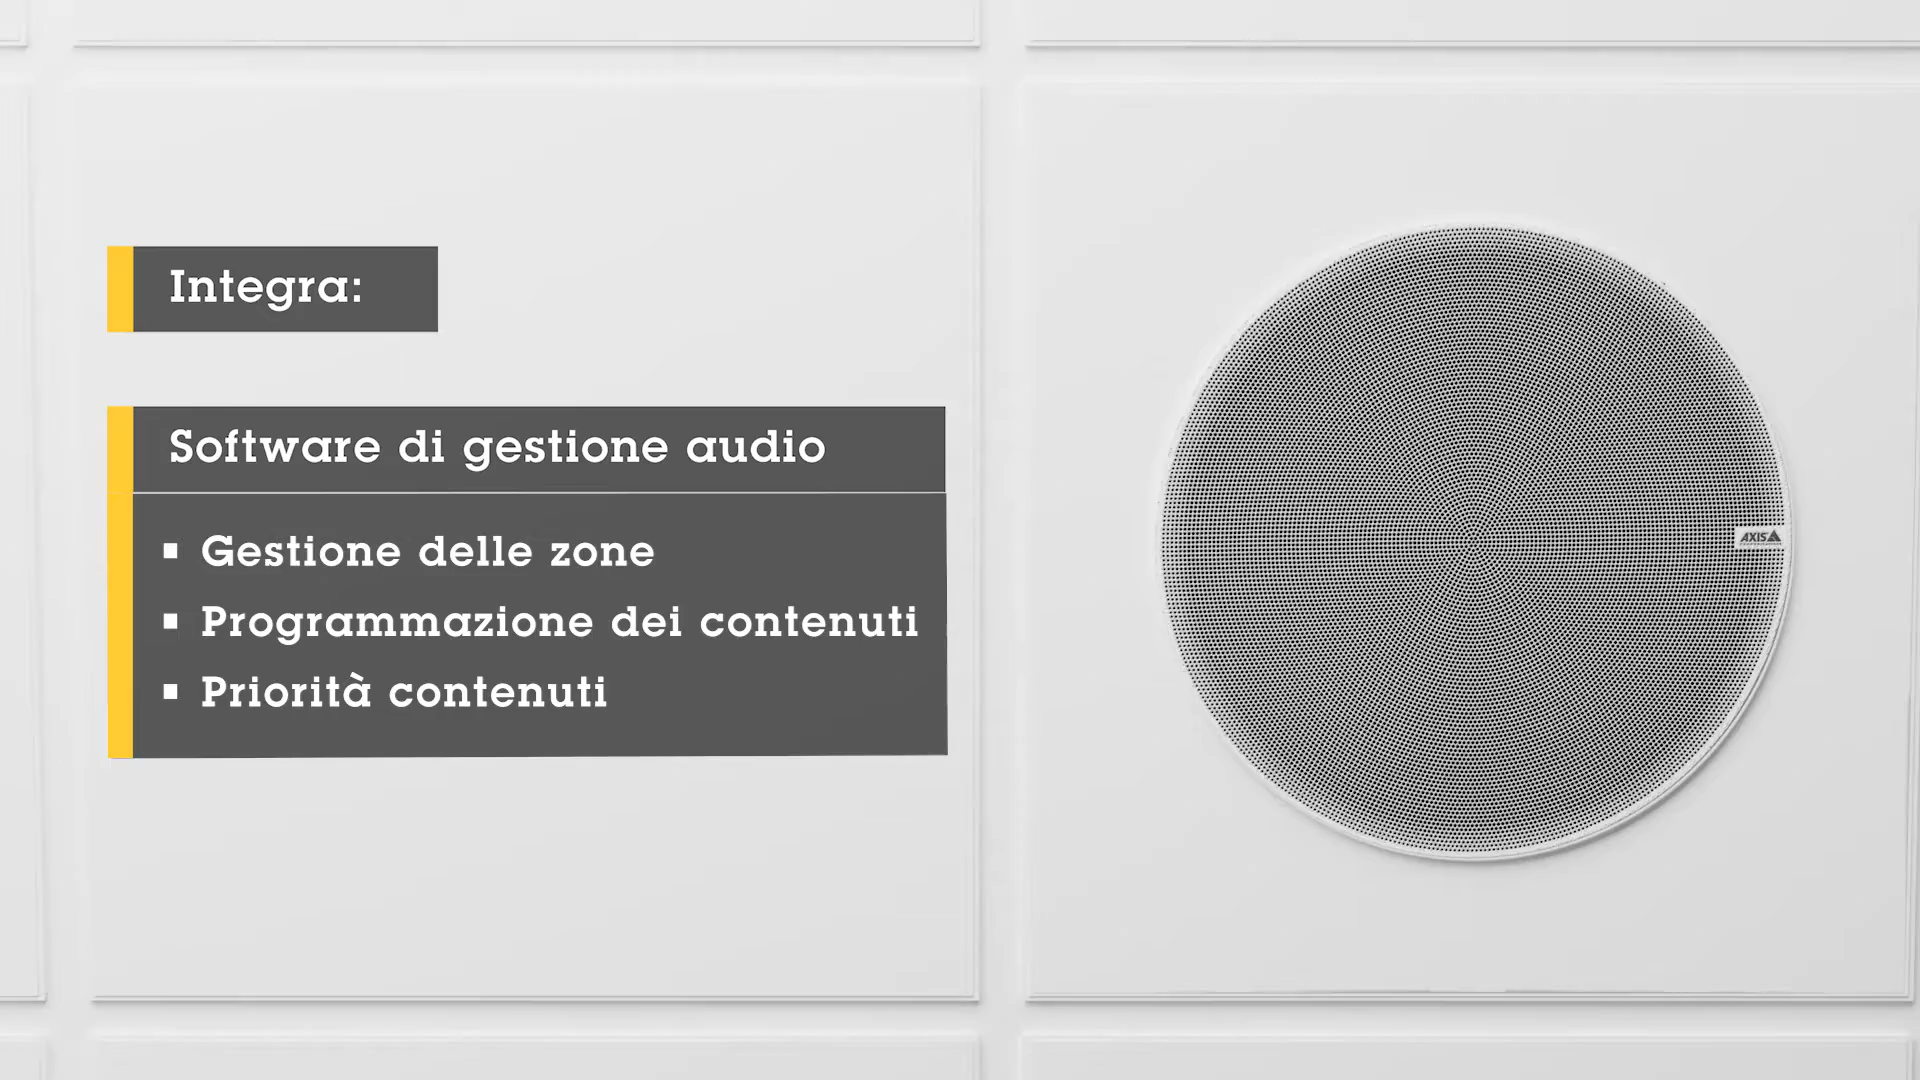 Integra:
Software di gestione audio
▪ Gestione delle zone
▪ Programmazione dei contenuti
▪ Priorità contenuti
AXIS